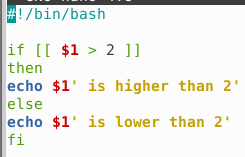 #!/bin/bash
if [[ $1 > 2 ]]
then
echo $1' is higher than 2'
else
echo $1' is lower than 2'
fi